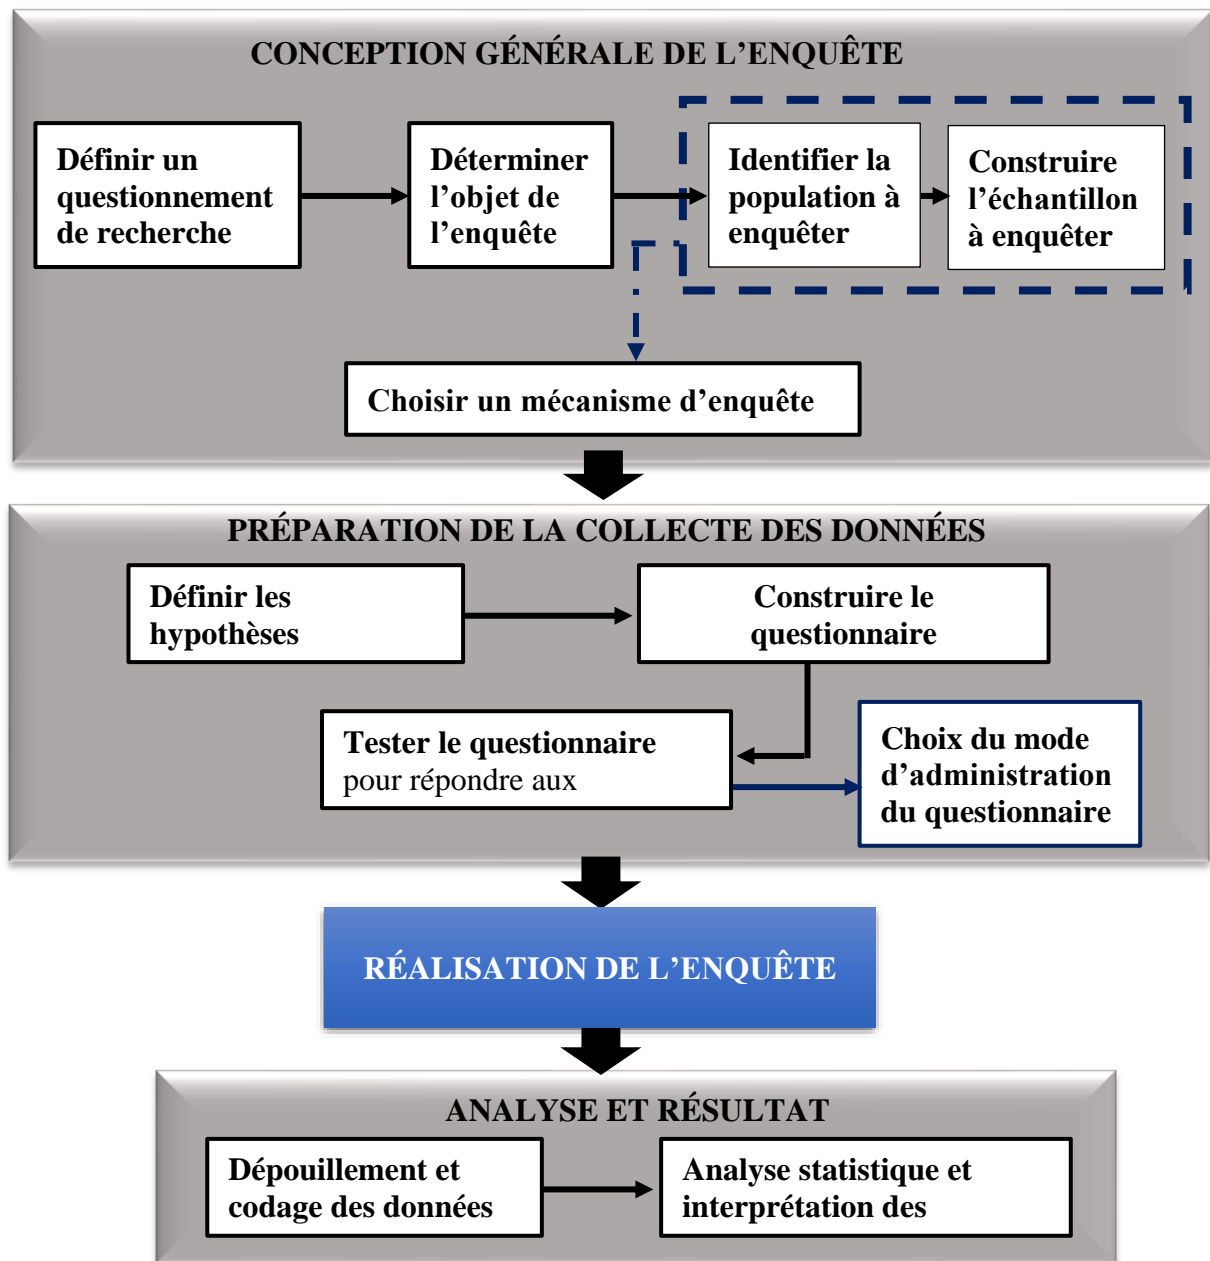 CONCEPTION GÉNÉRALE DE L’ENQUÊTE
Définir un
questionnement
de recherche
Déterminer
l’objet de
l’enquête
Identifier la
population à
enquêter
Construire
l’échantillon
à enquêter
Choisir un mécanisme d’enquête
PRÉPARATION DE LA COLLECTE DES DONNÉES
Définir les
hypothèses
Construire le
questionnaire
Tester le questionnaire
pour répondre aux
Choix du mode
d’administration
du questionnaire
RÉALISATION DE L’ENQUÊTE
ANALYSE ET RÉSULTAT
Dépouillement et
codage des données
Analyse statistique et
interprétation des